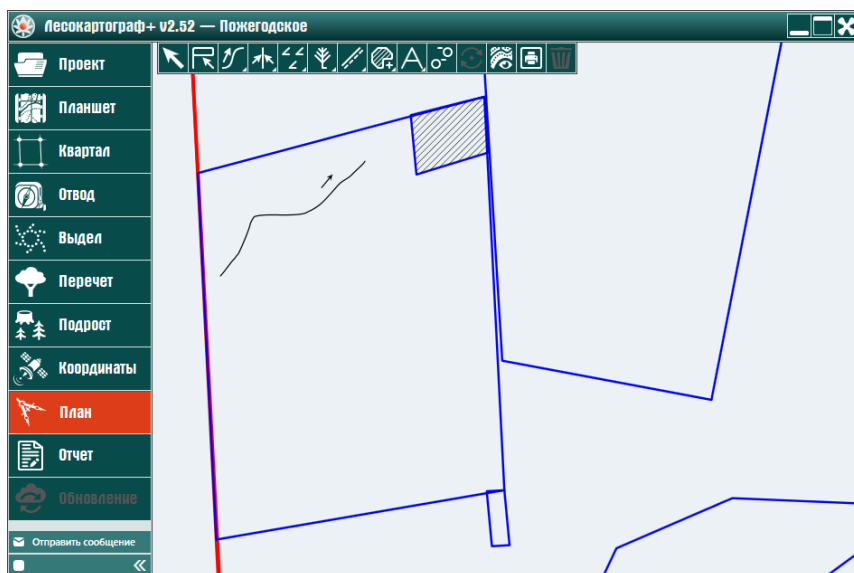 Лесокартограф+ v2.52 — Пожегодское
Проект
Планшет
Квартал
Отвод
Выдел
Перечет
Подрост
Координаты
План
Отчет
Обновление
Отправить сообщение